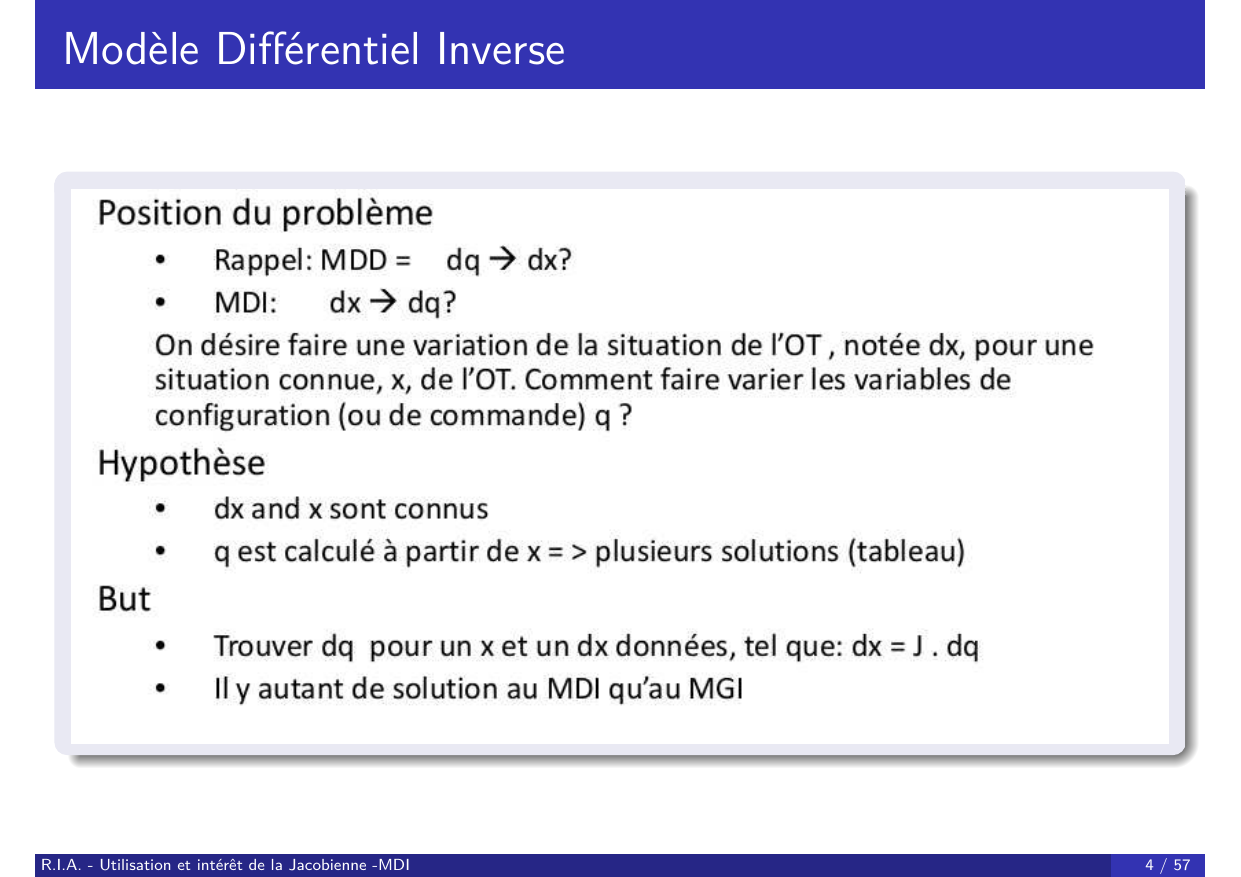 Modèle Différentiel Inverse
Position du problème
• Rappel: MDD = dq → dx?
• MDI: dx → dq?
On désire faire une variation de la situation de l'OT , notée dx, pour une
situation connue, x, de l'OT. Comment faire varier les variables de
configuration (ou de commande) q ?
Hypothèse
• dx and x sont connus
• q est calculé à partir de x = > plusieurs solutions (tableau)
But
• Trouver dq pour un x et un dx données, tel que: dx = J . dq
• Il y autant de solution au MDI qu'au MGI
R.I.A. - Utilisation et intérêt de la Jacobienne -MDI 4 / 57